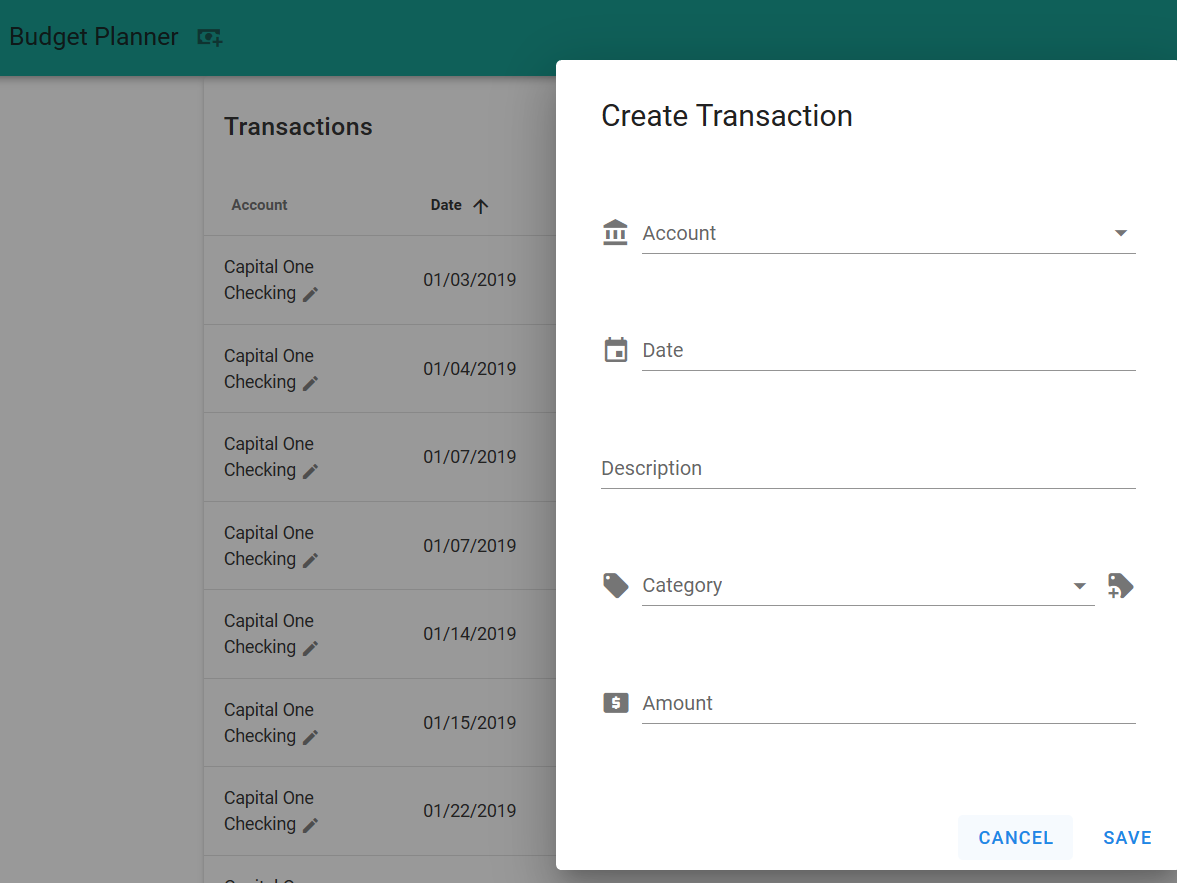 Budget Planner
Transactions
Account
Date
Capital One
Checking
01/03/2019
Capital One
Checking
01/04/2019
Capital One
Checking
01/07/2019
Capital One
Checking
01/07/2019
Capital One
Checking
01/14/2019
Capital One
Checking
01/15/2019
Capital One
Checking
01/22/2019
Create Transaction
Account
Date
Description
Category
Amount
CANCEL
SAVE